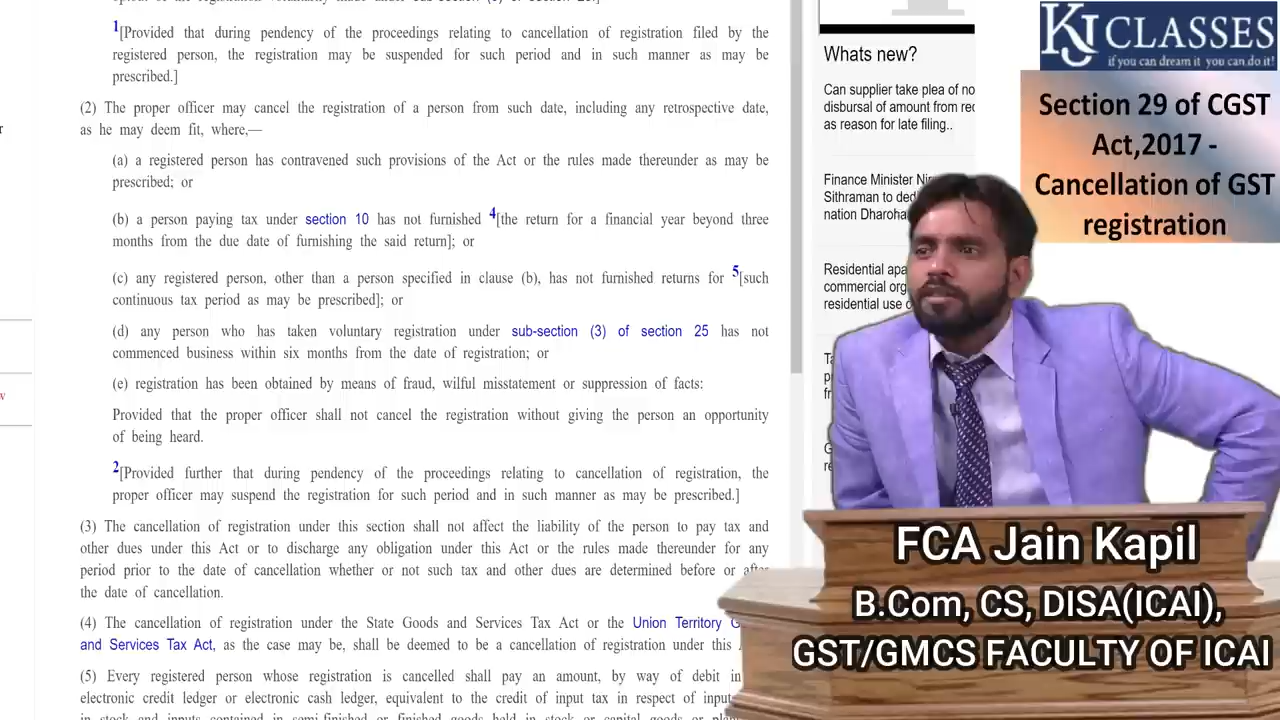 1[Provided that during pendency of the proceedings relating to cancellation of registration filed by the
registered person, the registration may be suspended for such period and in such manner as may be
prescribed.]
(2) The proper officer may cancel the registration of a person from such date, including any retrospective date,
as he may deem fit, where,—
(a) a registered person has contravened such provisions of the Act or the rules made thereunder as may be
prescribed; or
(b) a person paying tax under section 10 has not furnished 4[the return for a financial year beyond three
months from the due date of furnishing the said return]; or
(c) any registered person, other than a person specified in clause (b), has not furnished returns for 5[such
continuous tax period as may be prescribed]; or
(d) any person who has taken voluntary registration under sub-section (3) of section 25 has not
commenced business within six months from the date of registration; or
(e) registration has been obtained by means of fraud, wilful misstatement or suppression of facts:
Provided that the proper officer shall not cancel the registration without giving the person an opportunity
of being heard.
2[Provided further that during pendency of the proceedings relating to cancellation of registration, the
proper officer may suspend the registration for such period and in such manner as may be prescribed.]
(3) The cancellation of registration under this section shall not affect the liability of the person to pay tax and
other dues under this Act or to discharge any obligation under this Act or the rules made thereunder for any
period prior to the date of cancellation whether or not such tax and other dues are determined before or after
the date of cancellation.
(4) The cancellation of registration under the State Goods and Services Tax Act or the Union Territory
and Services Tax Act, as the case may be, shall be deemed to be a cancellation of registration under this
(5) Every registered person whose registration is cancelled shall pay an amount, by way of debit in
electronic credit ledger or electronic cash ledger, equivalent to the credit of input tax in respect of
Whats new?
Can supplier take plea of no
disbursal of amount from
as reason for late filing..
Finance Minister
Sithraman to
nation
Residential
commercial
residential use
KJ CLASSES
if you can dream it you can do it!
Section 29 of CGST
Act,2017 -
Cancellation of GST
registration
FCA Jain Kapil
B.Com, CS, DISA(ICAI),
GST/GMCS FACULTY OF ICAI